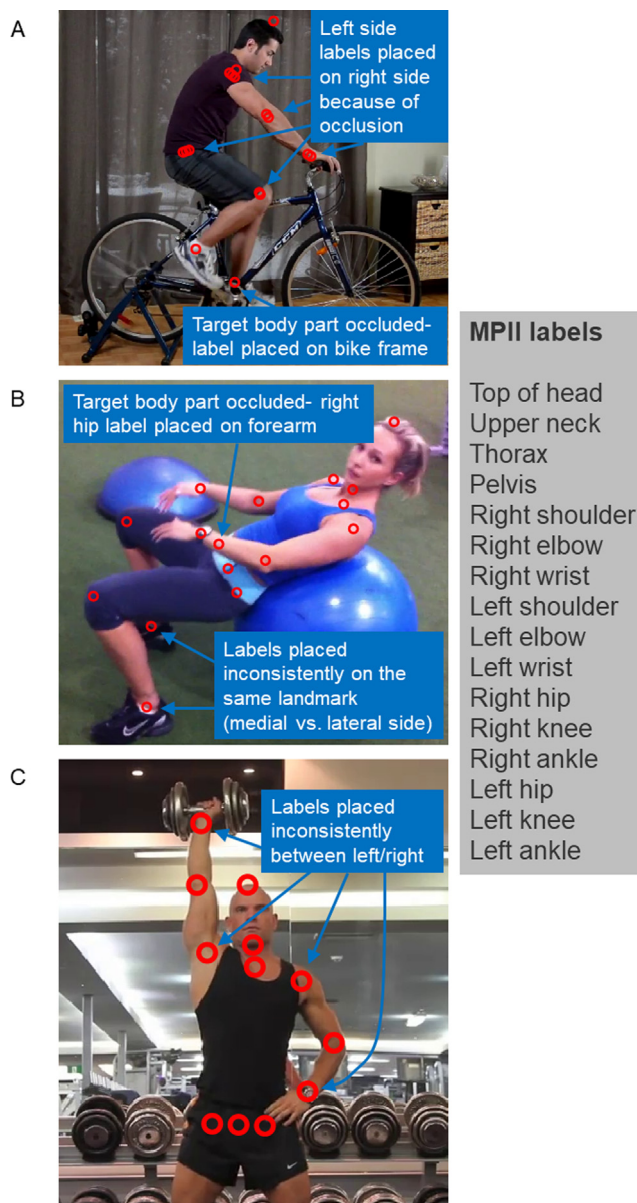 A
Left side
labels placed
on right side
because of
occlusion
CCM
Target body part occluded-
label placed on bike frame
B
Target body part occluded- right
hip label placed on forearm
Labels placed
inconsistently on the
same landmark
(medial vs. lateral side)
C
Labels placed
inconsistently
between left/right
MPII labels
Top of head
Upper neck
Thorax
Pelvis
Right shoulder
Right elbow
Right wrist
Left shoulder
Left elbow
Left wrist
Right hip
Right knee
Right ankle
Left hip
Left knee
Left ankle